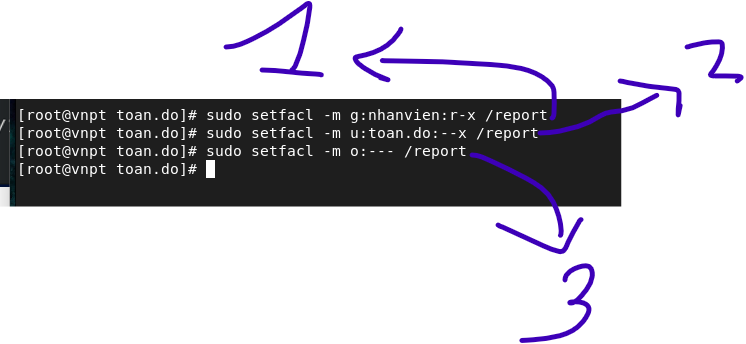 1
2
[root@vnpt toan.do]# sudo setfacl -m g:nhanvien:r-x /report
[root@vnpt toan.do]# sudo setfacl -m u:toan.do:--x /report
[root@vnpt toan.do]# sudo setfacl -m o:--- /report
[root@vnpt toan.do]#
3